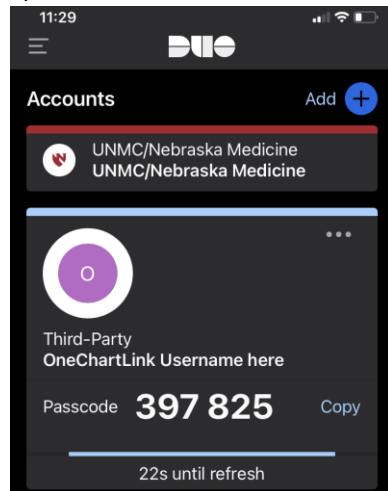 11:29
DUO
Accounts
Add +
UNMC/Nebraska Medicine
UNMC/Nebraska Medicine
O
Third-Party
OneChartLink Username here
Passcode 397 825 Copy
22s until refresh